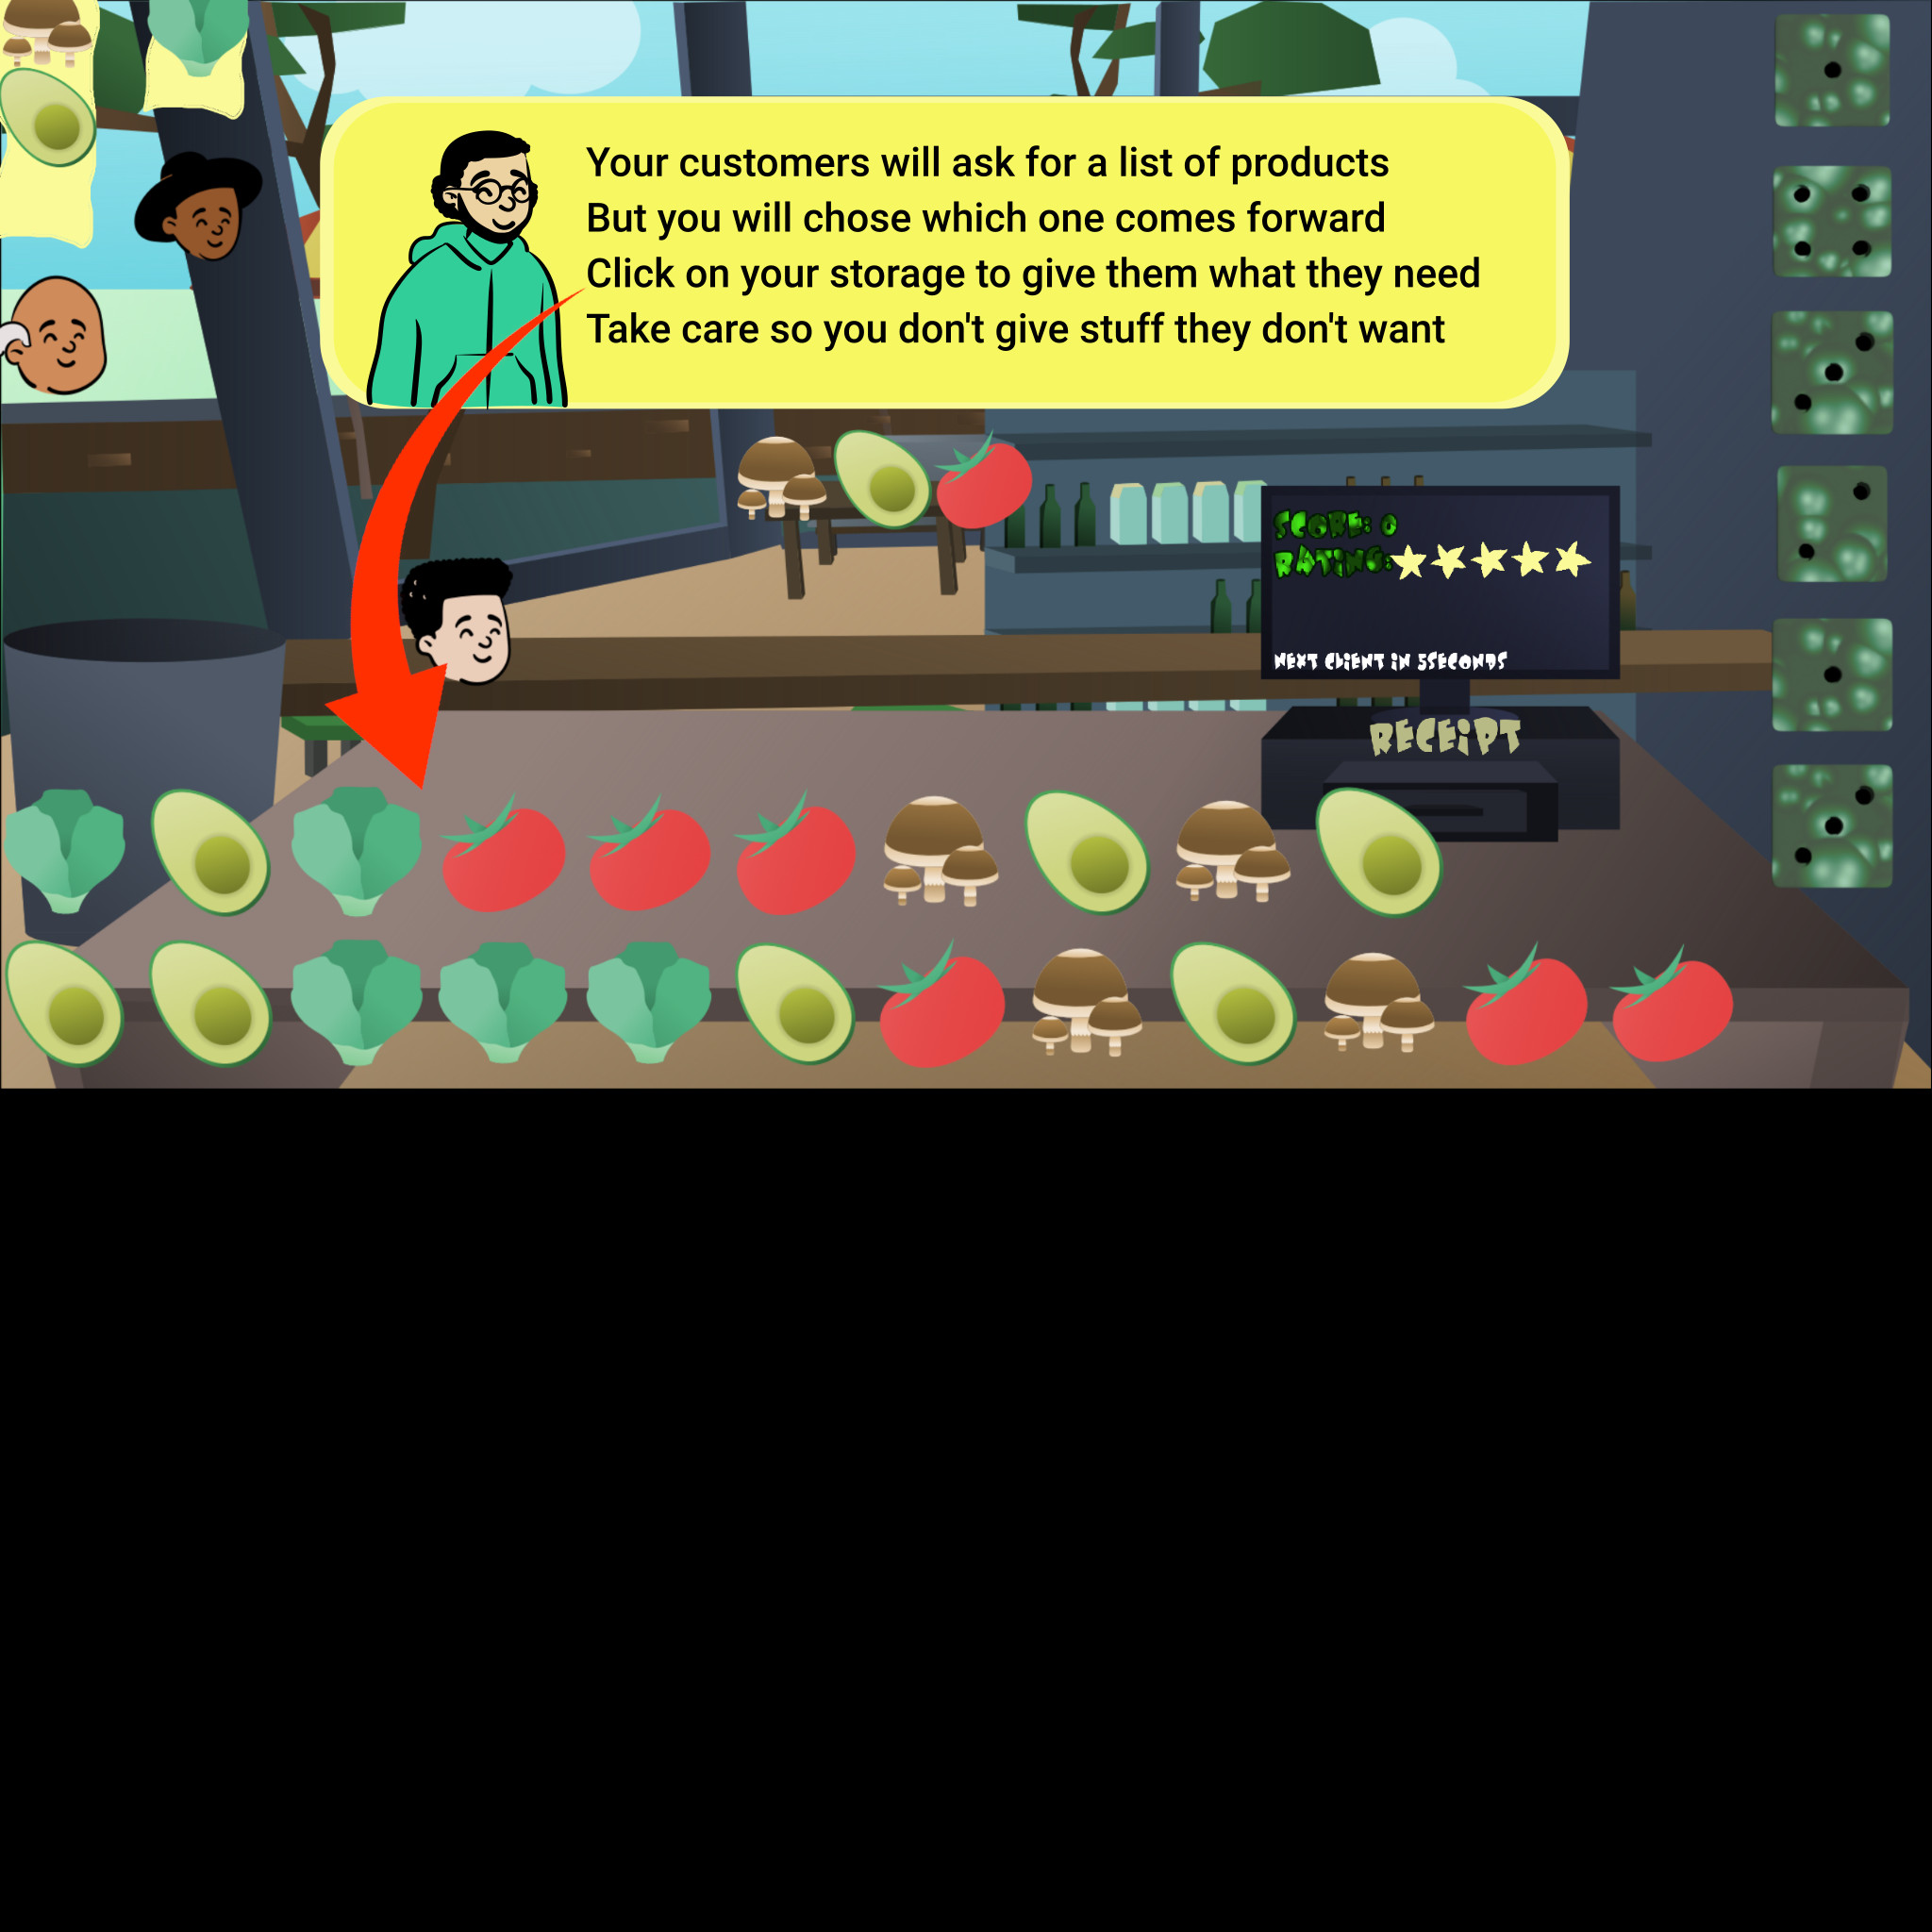 Your customers will ask for a list of products
But you will chose which one comes forward
Click on your storage to give them what they need
Take care so you don't give stuff they don't want
SCORE: 0
RATING:
NEXT CLIENT IN 5SECONDS
RECEIPT